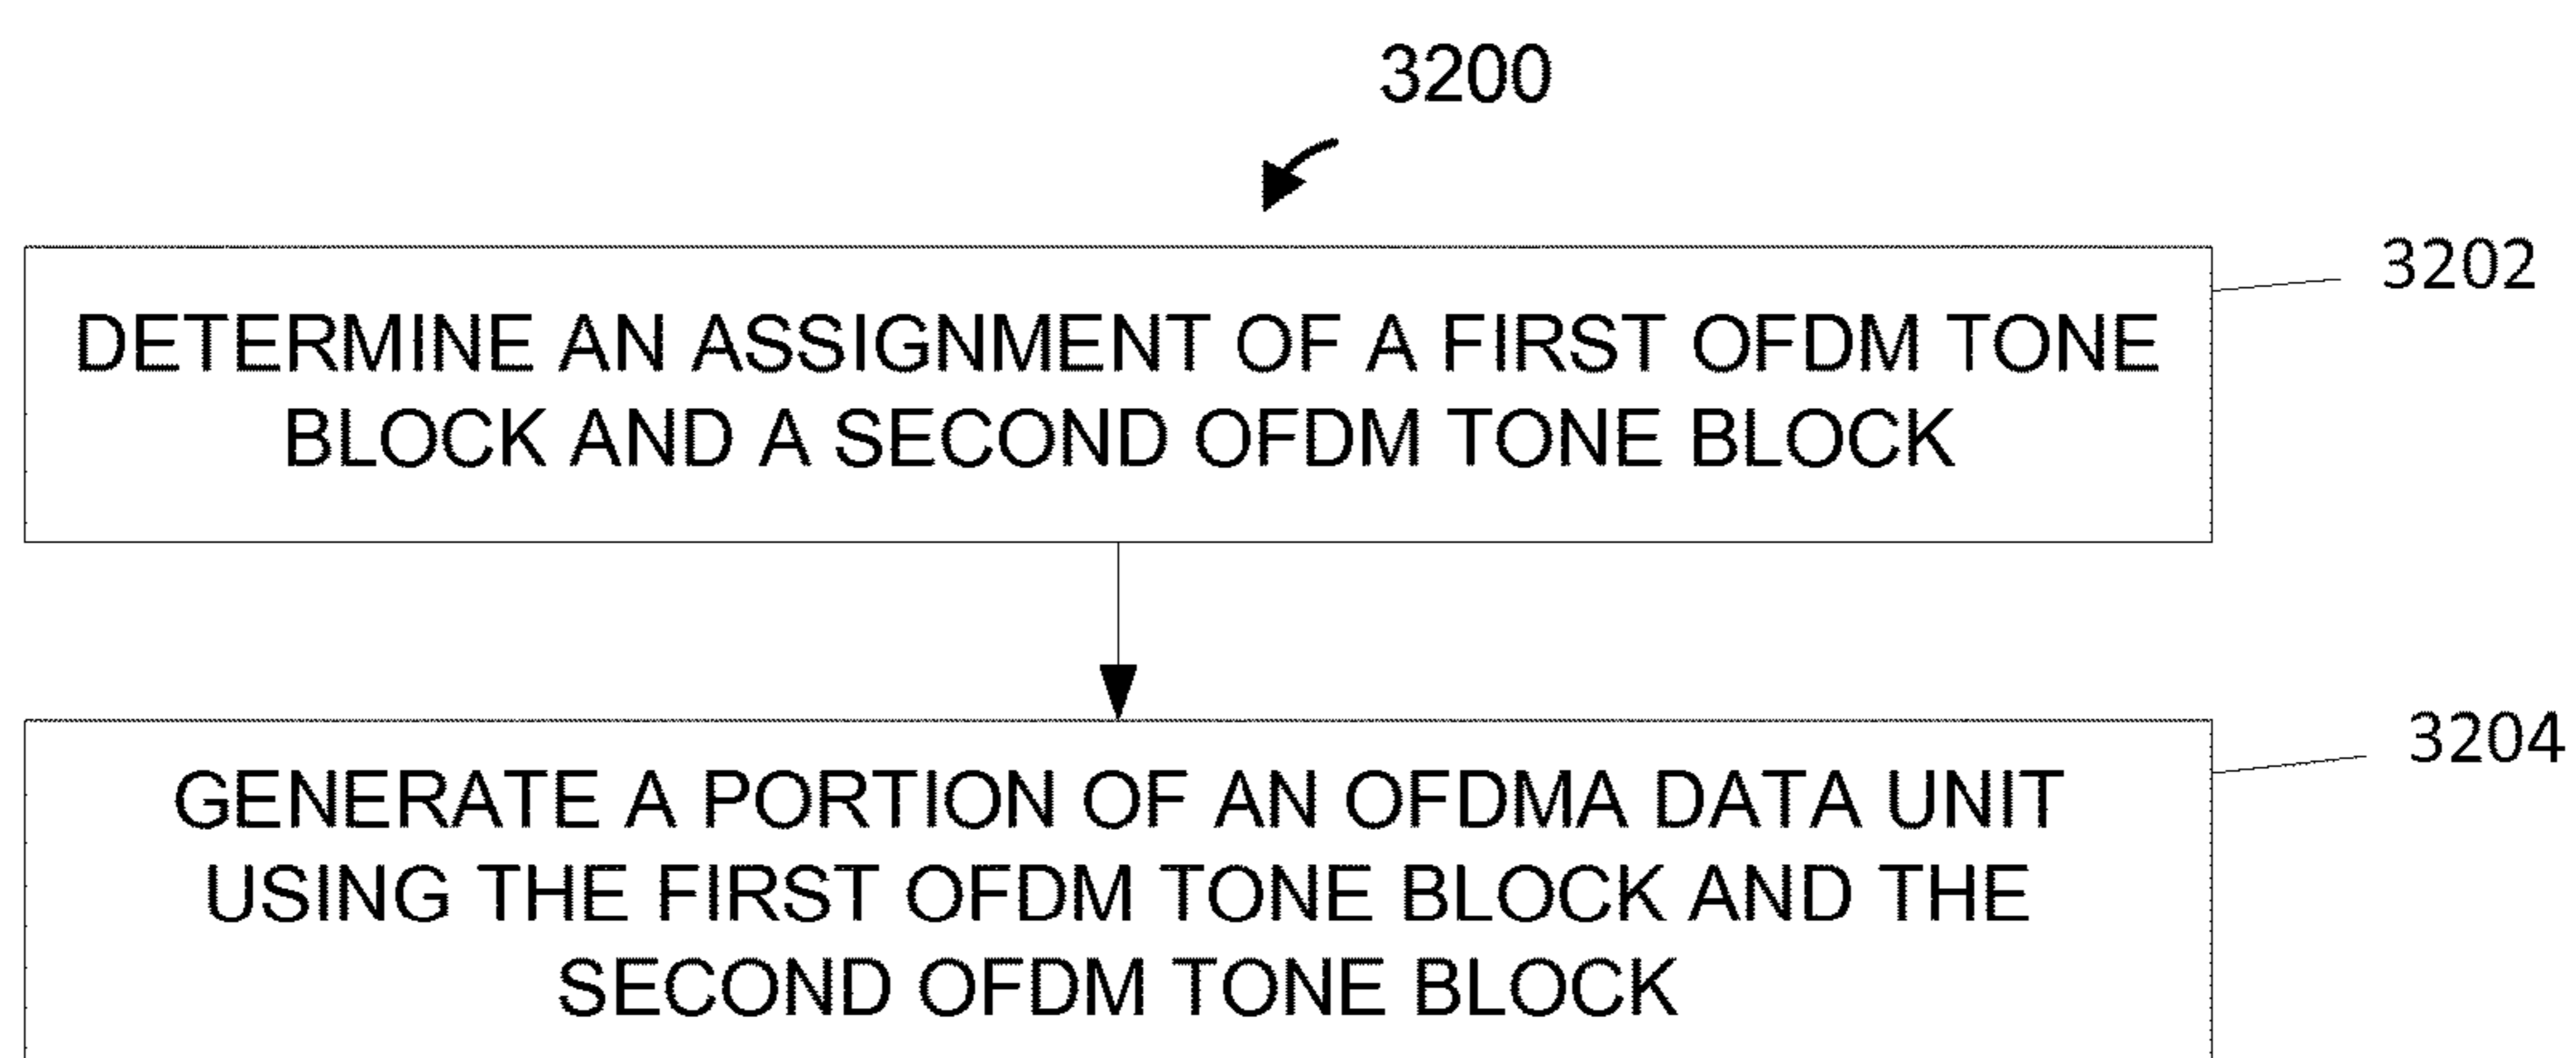 3200
3202
DETERMINE AN ASSIGNMENT OF A FIRST OFDM TONE
BLOCK AND A SECOND OFDM TONE BLOCK
3204
GENERATE A PORTION OF AN OFDMA DATA UNIT
USING THE FIRST OFDM TONE BLOCK AND THE
SECOND OFDM TONE BLOCK